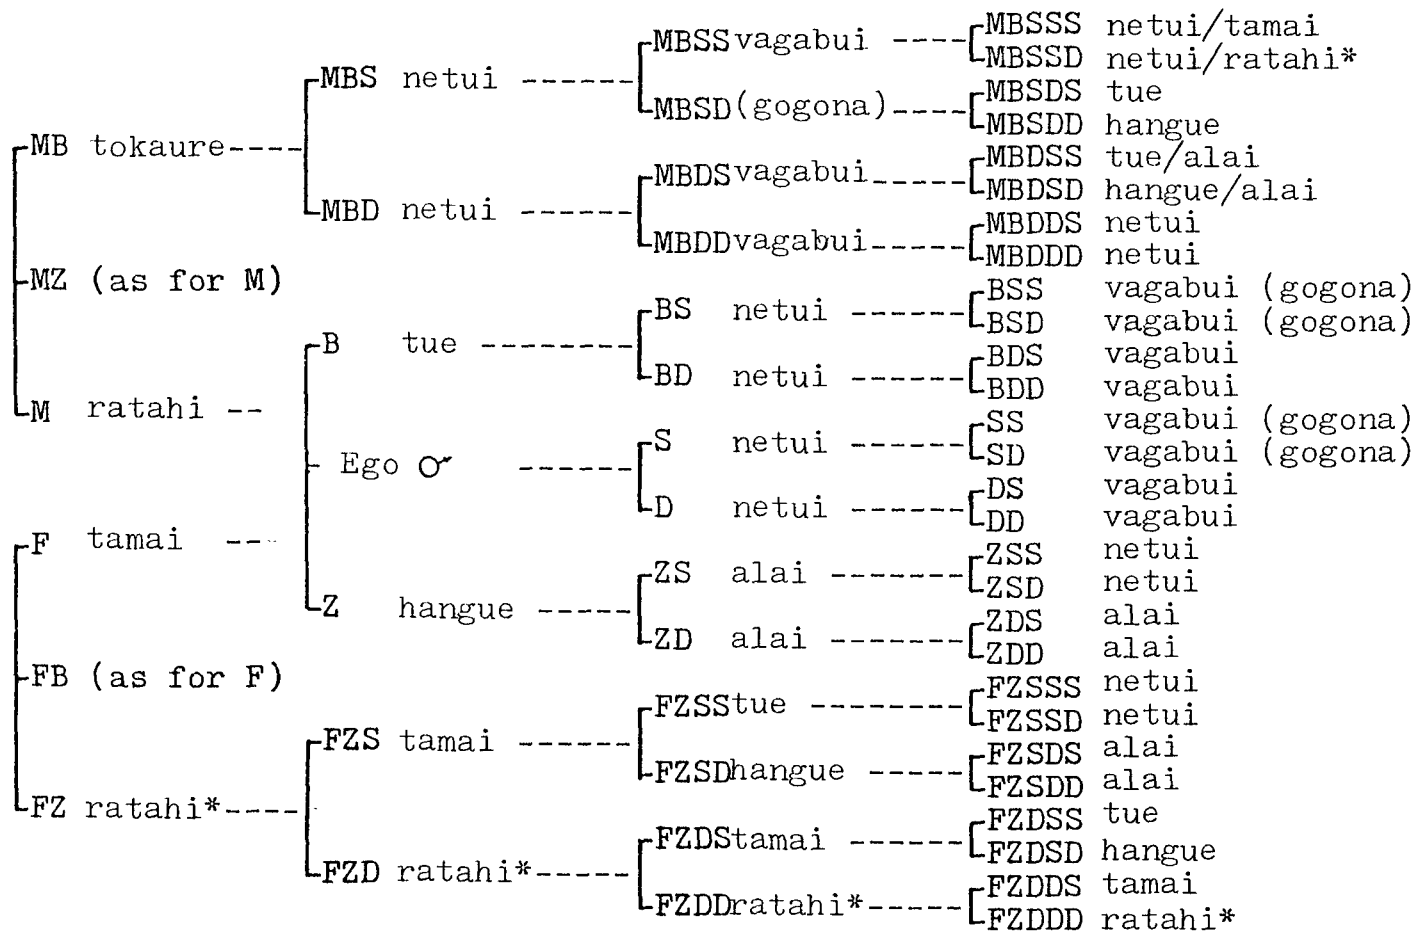 MBSSS netui/tamai
MBSS vagabui ----
MBSSD netui/ratahi*
MBS netui ------
MBSDS tue
MBSD (gogona) ----
MBSDD hangue
MB tokaure ----
MBDSS tue/alai
MBDS vagabui ----
MBDSD hangue/alai
MBD netui ------
MBDDS netui
MBDD vagabui -----
MBDDD netui
MZ (as for M)
BSS vagabui (gogona)
BS netui ------
BSD vagabui (gogona)
B tue -------
BDS vagabui
BD netui ------
BDD vagabui
M ratahi --
SS vagabui (gogona)
S netui ------
SD vagabui (gogona)
Ego ♂ ------
DS vagabui
D netui ------
DD vagabui
F tamai ---
ZSS netui
ZS alai -------
ZSD netui
Z hangue -----
ZDS alai
ZD alai -------
ZDD alai
FB (as for F)
FZSSS netui
FZSS tue --------
FZSSD netui
FZS tamai ------
FZSDS alai
FZSD hangue -----
FZSDD alai
FZ ratahi* ----
FZDSS tue
FZDS tamai ------
FZDSD hangue
FZD ratahi* -----
FZDDS tamai
FZDD ratahi* -----
FZDDD ratahi*